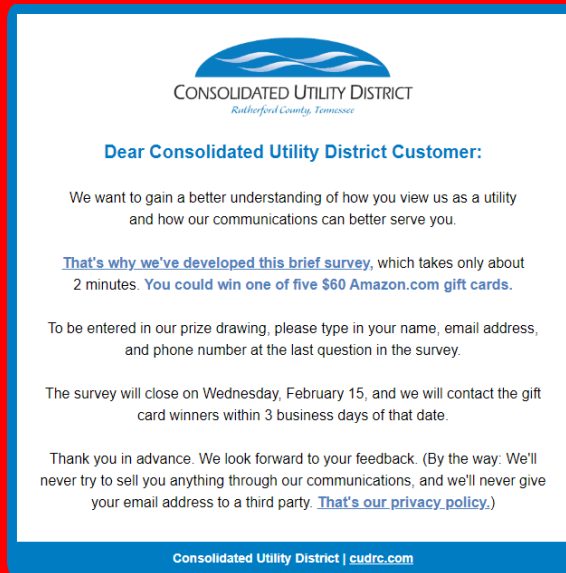 CONSOLIDATED UTILITY DISTRICT
Rutherford County, Tennessee
Dear Consolidated Utility District Customer:
We want to gain a better understanding of how you view us as a utility
and how our communications can better serve you.
That's why we've developed this brief survey, which takes only about
2 minutes. You could win one of five $60 Amazon.com gift cards.
To be entered in our prize drawing, please type in your name, email address,
and phone number at the last question in the survey.
The survey will close on Wednesday, February 15, and we will contact the gift
card winners within 3 business days of that date.
Thank you in advance. We look forward to your feedback. (By the way: We'll
never try to sell you anything through our communications, and we'll never give
your email address to a third party. That's our privacy policy.)
Consolidated Utility District | cudrc.com